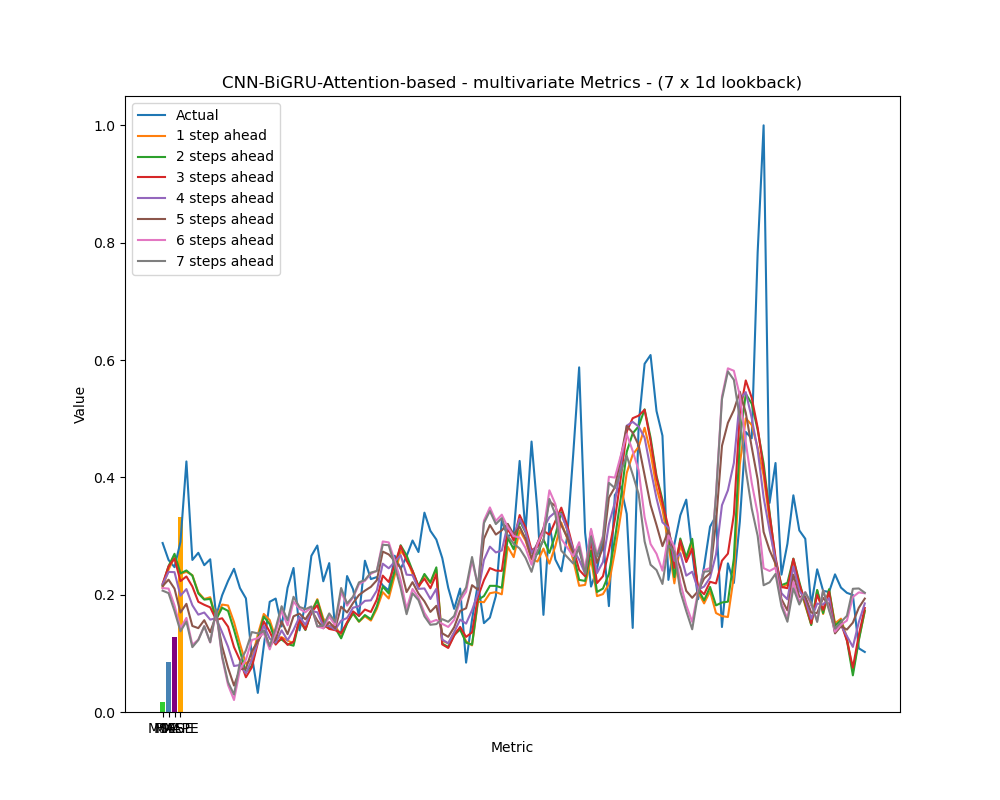 CNN-BiGRU-Attention-based - multivariate Metrics - (7 x 1d lookback)
Actual
1 step ahead
2 steps ahead
3 steps ahead
4 steps ahead
5 steps ahead
6 steps ahead
7 steps ahead
1.0
0.8
0.6
0.4
0.2
0.0
Value
Metric